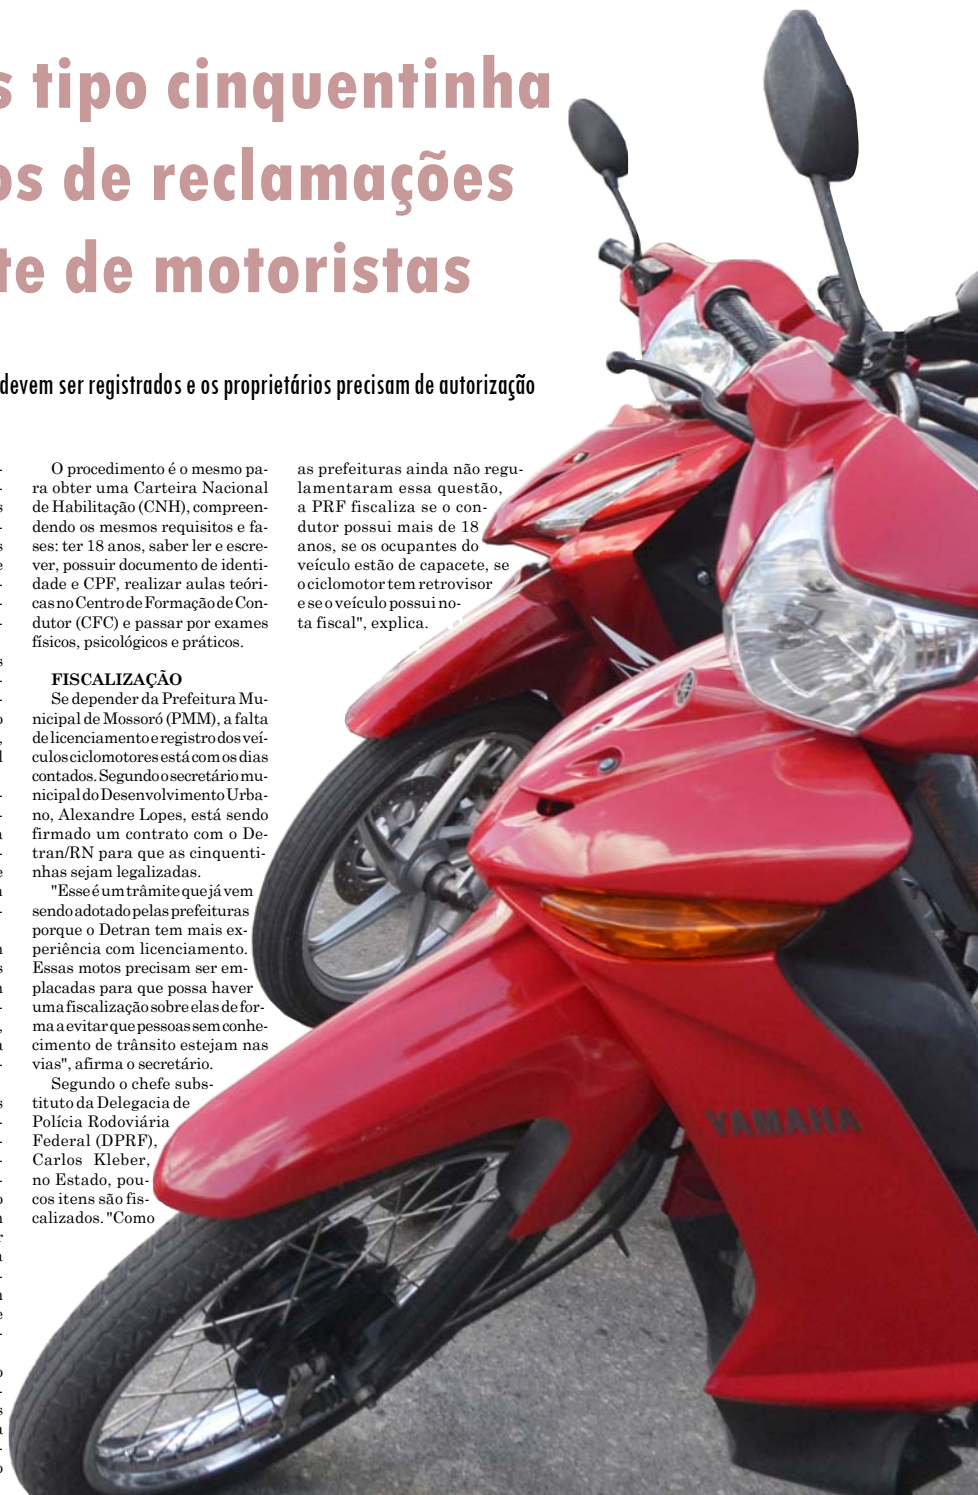 s tipo cinquentinha
os de reclamações
te de motoristas
devem ser registrados e os proprietários precisam de autorização
O procedimento é o mesmo pa-
ra obter uma Carteira Nacional
de Habilitação (CNH), compreen-
dendo os mesmos requisitos e fa-
ses: ter 18 anos, saber ler e escre-
ver, possuir documento de identi-
dade e CPF, realizar aulas teóri-
cas no Centro de Formação de Con-
dutor (CFC) e passar por exames
físicos, psicológicos e práticos.
FISCALIZAÇÃO
Se depender da Prefeitura Mu-
nicipal de Mossoró (PMM), a falta
de licenciamento e registro dos veí-
culos ciclomotores está com os dias
contados. Segundo o secretário mu-
nicipal do Desenvolvimento Urba-
no, Alexandre Lopes, está sendo
firmado um contrato com o De-
tran/RN para que as cinquenti-
nhas sejam legalizadas.
"Esse é um trâmite que já vem
sendo adotado pelas prefeituras
porque o Detran tem mais ex-
periência com licenciamento.
Essas motos precisam ser em-
placadas para que possa haver
uma fiscalização sobre elas de for-
ma a evitar que pessoas sem conhe-
cimento de trânsito estejam nas
vias", afirma o secretário.
Segundo o chefe subs-
tituto da Delegacia de
Polícia Rodoviária
Federal (DPRF),
Carlos Kleber,
no Estado, pou-
cos itens são fis-
calizados. "Como
as prefeituras ainda não regu-
lamentaram essa questão,
a PRF fiscaliza se o con-
dutor possui mais de 18
anos, se os ocupantes do
veículo estão de capacete, se
o ciclomotor tem retrovisor
e se o veículo possui no-
ta fiscal", explica.
YAMAHA